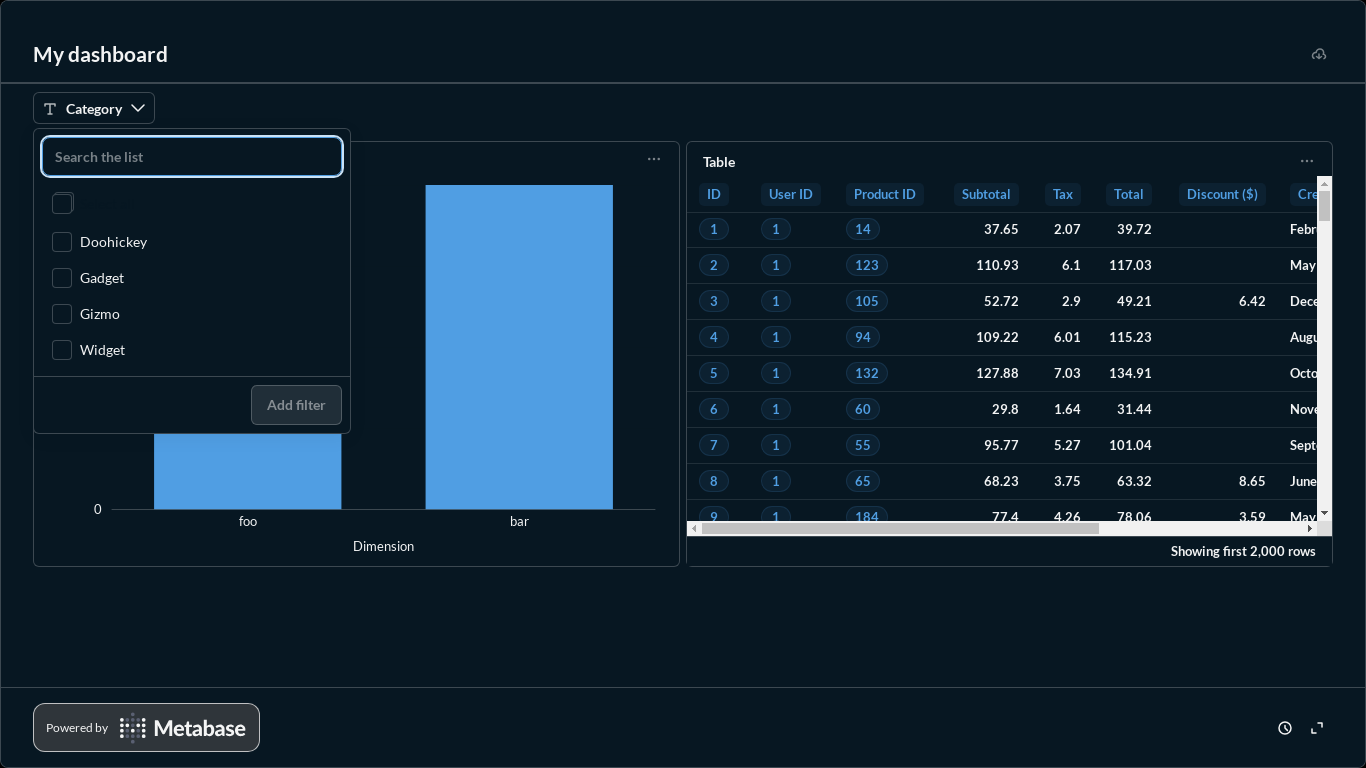 My dashboard
Category
Search the list
Doohickey
Gadget
Gizmo
Widget
Add filter
0
foo bar
Dimension
Table
ID User ID Product ID Subtotal Tax Total Discount ($) Cre
1 1 14 37.65 2.07 39.72 Febr
2 1 123 110.93 6.1 117.03 May
3 1 105 52.72 2.9 49.21 6.42 Dece
4 1 94 109.22 6.01 115.23 Augu
5 1 132 127.88 7.03 134.91 Octo
6 1 60 29.8 1.64 31.44 Nove
7 1 55 95.77 5.27 101.04 Sept
8 1 65 68.23 3.75 63.32 8.65 June
9 1 184 77.4 4.26 78.06 3.59 May
Showing first 2,000 rows
Powered by Metabase